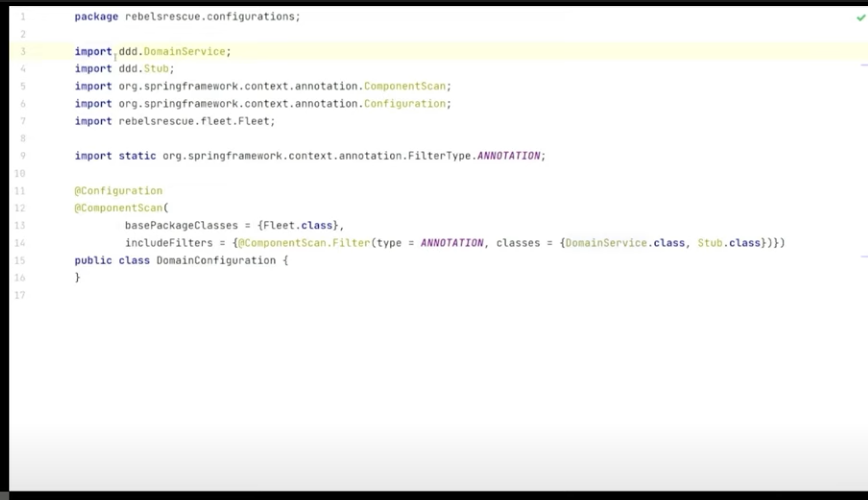 1 package rebelsrescue.configurations;
2
3 import ddd.DomainService;
4 import ddd.Stub;
5 import org.springframework.context.annotation.ComponentScan;
6 import org.springframework.context.annotation.Configuration;
7 import rebelsrescue.fleet.Fleet;
8
9 import static org.springframework.context.annotation.FilterType.ANNOTATION;
10
11 @Configuration
12 @ComponentScan(
13 basePackageClasses = {Fleet.class},
14 includeFilters = {@ComponentScan.Filter(type = ANNOTATION, classes = {DomainService.class, Stub.class})})
15 public class DomainConfiguration {
16 }
17